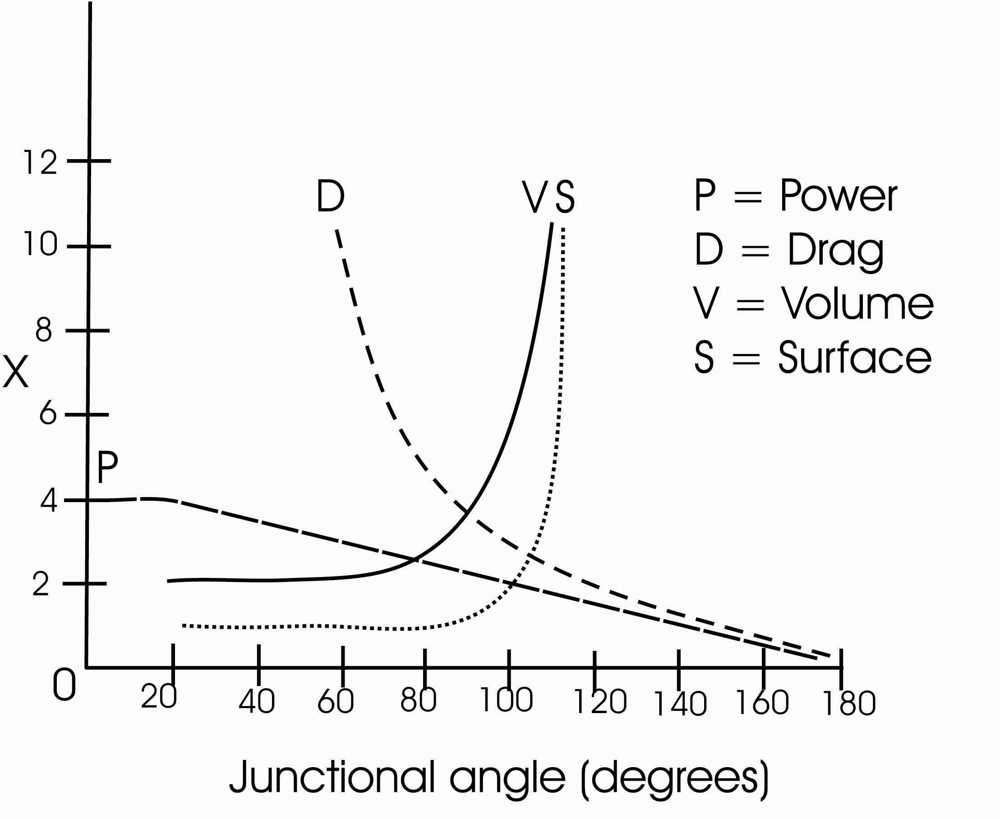 12
10
8
X
6
4
2
O
P
D
V S
P = Power
D = Drag
V = Volume
S = Surface
20 40 60 80 100 120 140 160 180
Junctional angle (degrees)